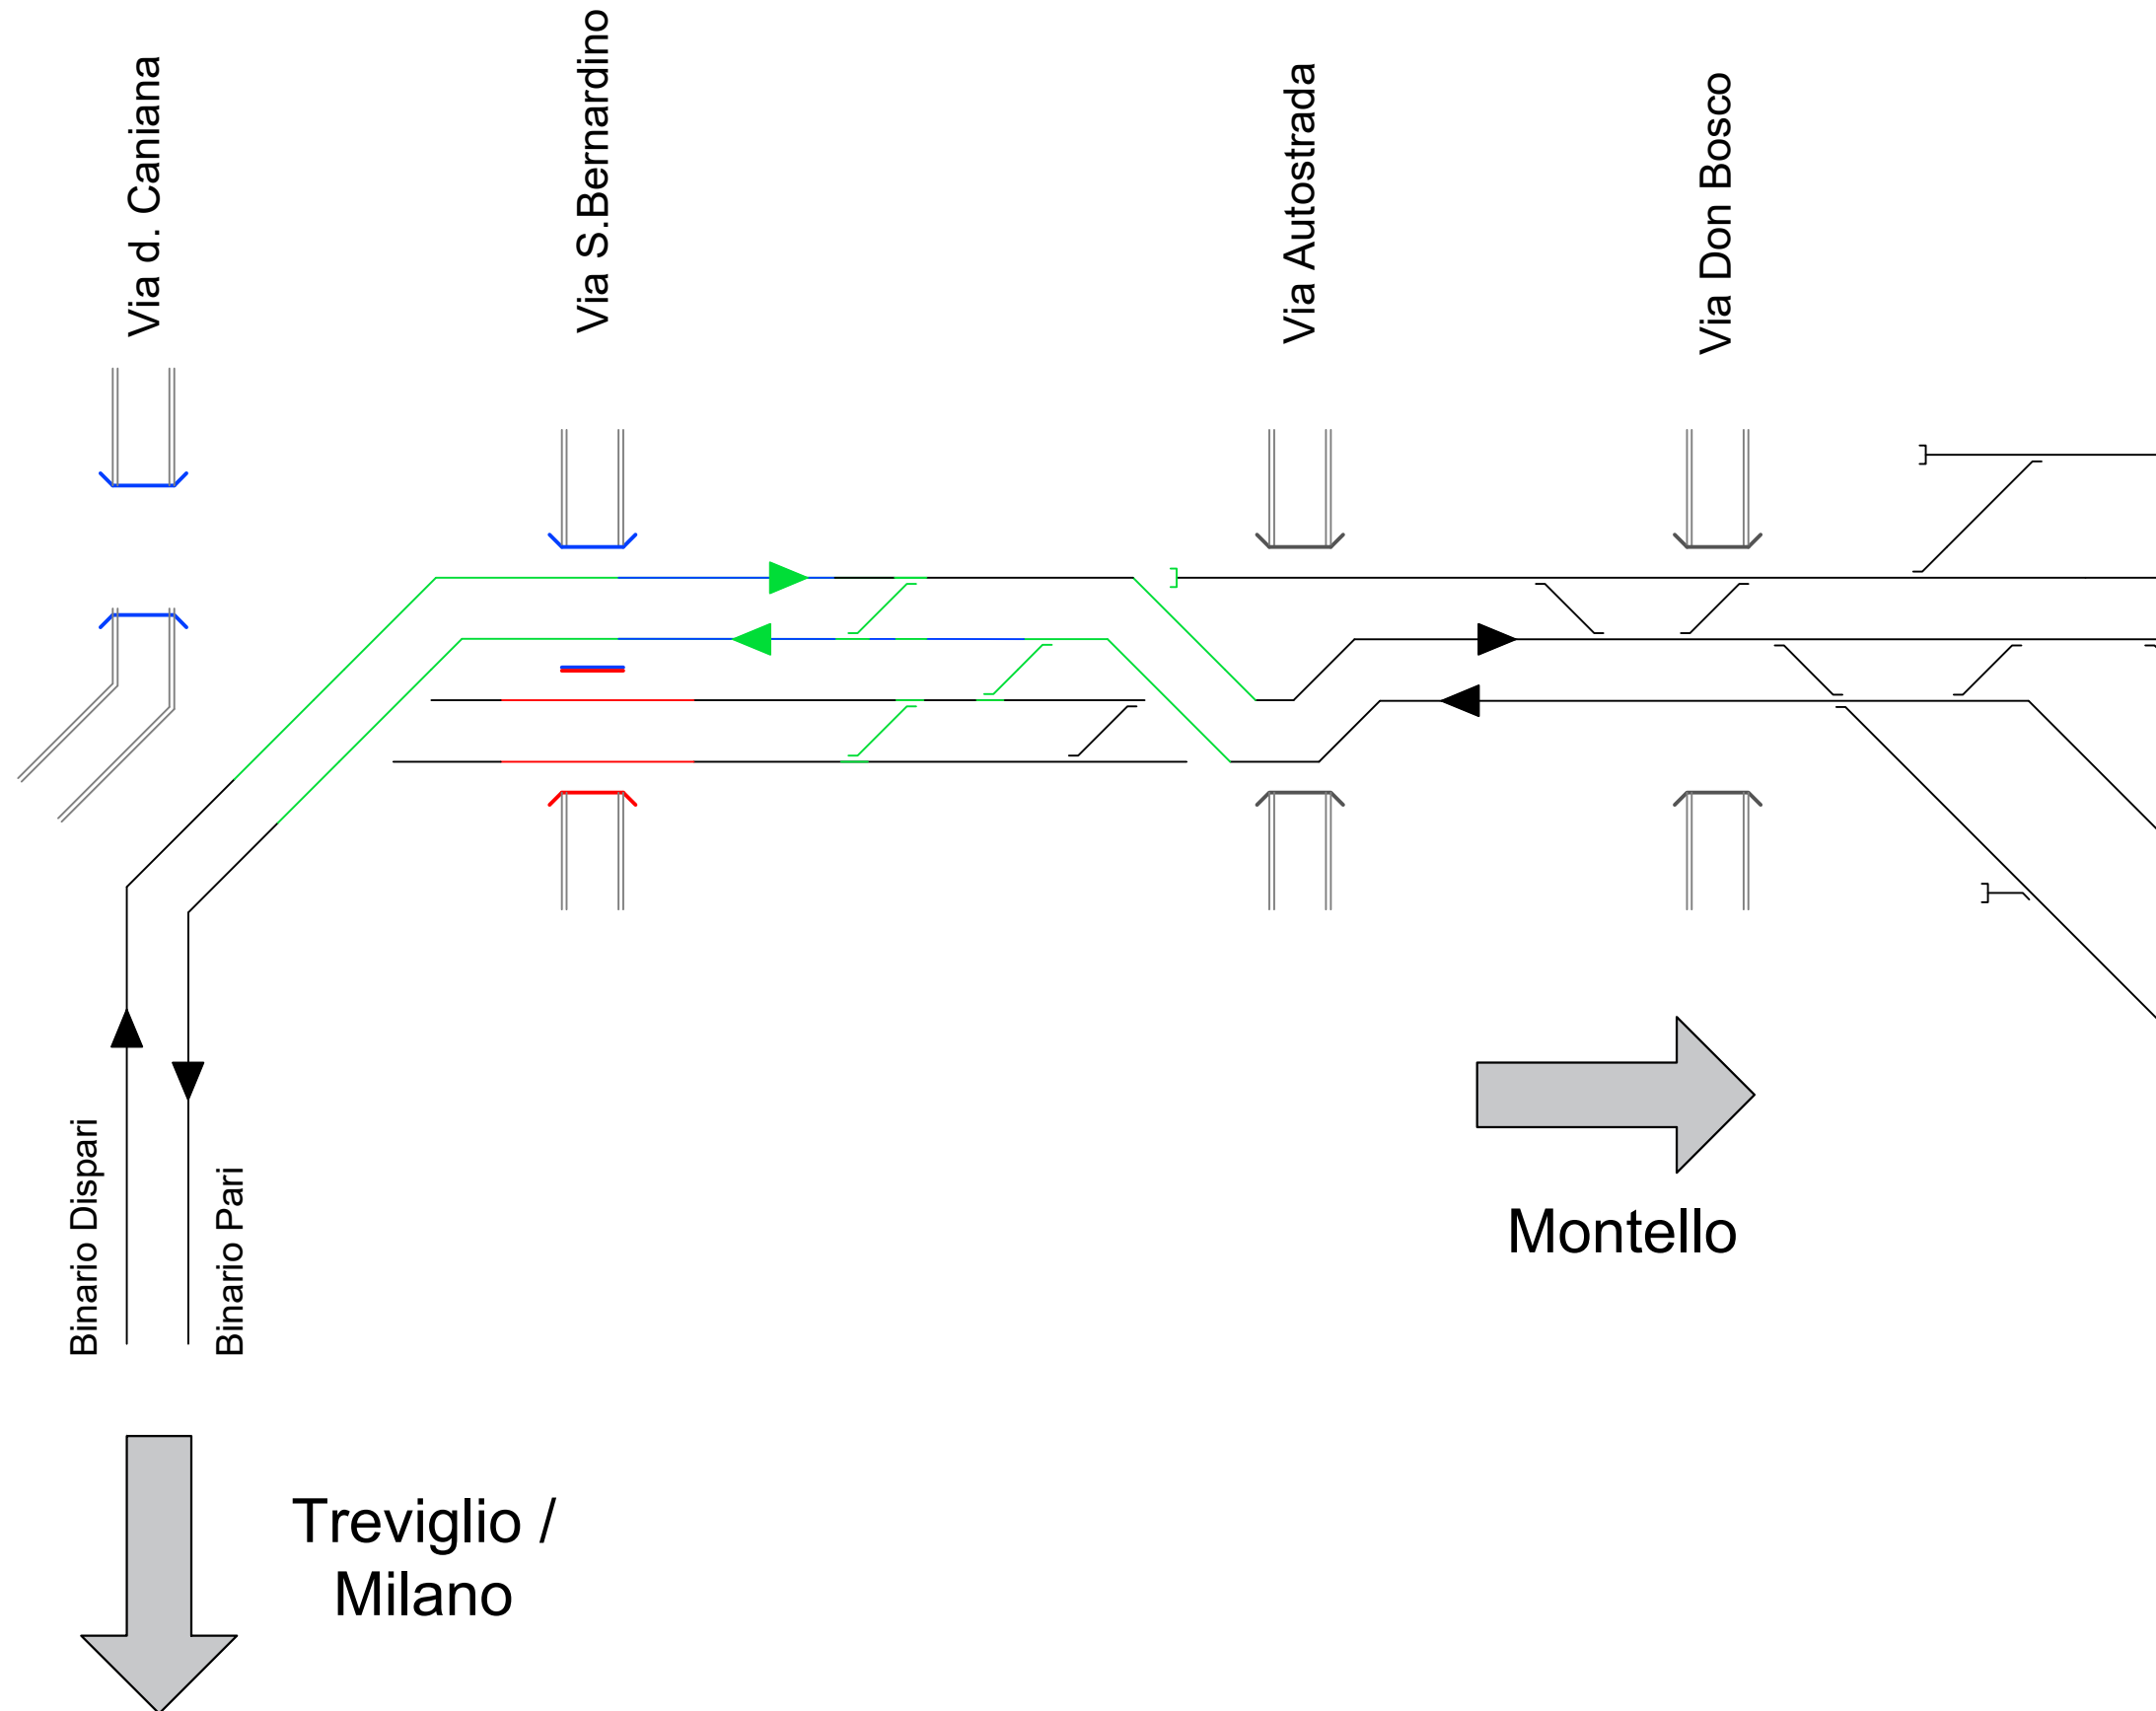 Via d. Caniana
Via S.Bernardino
Via Autostrada
Via Don Bosco
Binario Dispari
Binario Pari
Montello
Treviglio /
Milano